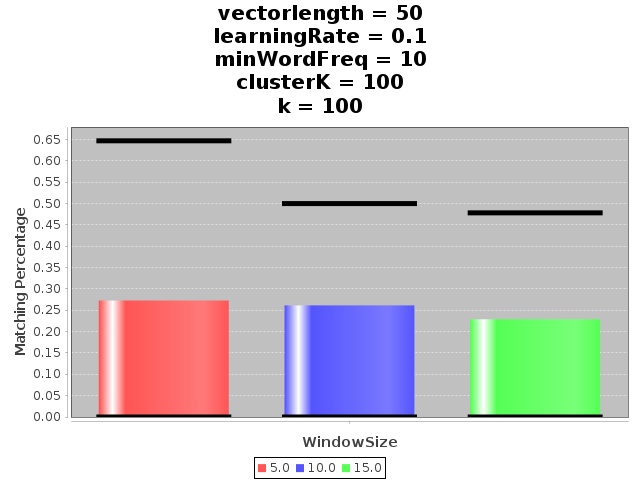 vectorlength = 50
learningRate = 0.1
minWordFreq = 10
clusterK = 100
k = 100
Matching Percentage
0.65
0.60
0.55
0.50
0.45
0.40
0.35
0.30
0.25
0.20
0.15
0.10
0.05
0.00
WindowSize
5.0 10.0 15.0